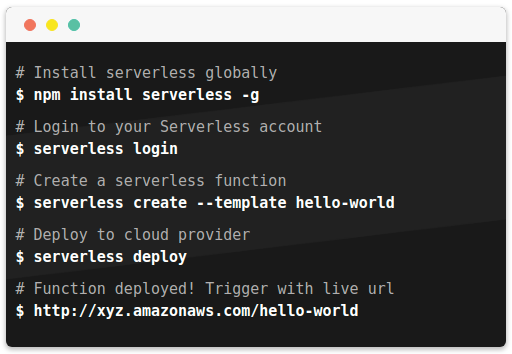 # Install serverless globally
$ npm install serverless -g
# Login to your Serverless account
$ serverless login
# Create a serverless function
$ serverless create --template hello-world
# Deploy to cloud provider
$ serverless deploy
# Function deployed! Trigger with live url
$ http://xyz.amazonaws.com/hello-world